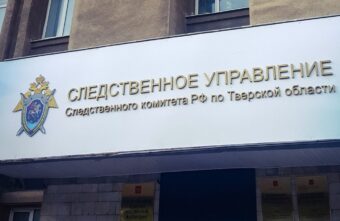 СЛЕДСТВЕННОЕ УПРАВЛЕНИЕ
Следственного комитета РФ по Тверской области